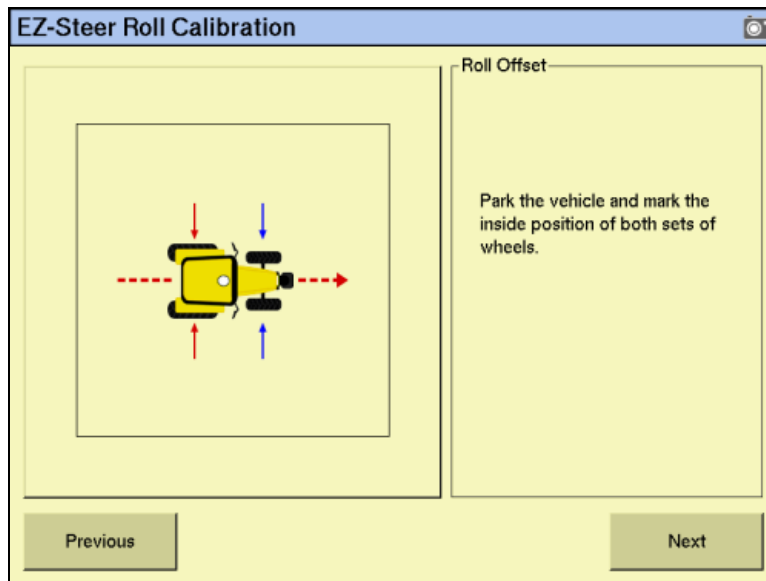 EZ-Steer Roll Calibration
Roll Offset
Park the vehicle and mark the
inside position of both sets of
wheels.
Previous
Next